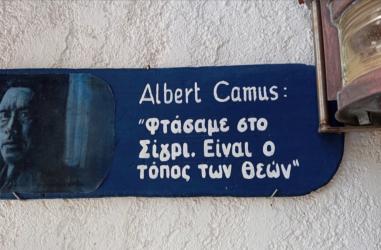 Albert Camus:
"Φτάσαμε στο
Σίγρι. Είναι ο
τόπος των Θεών"